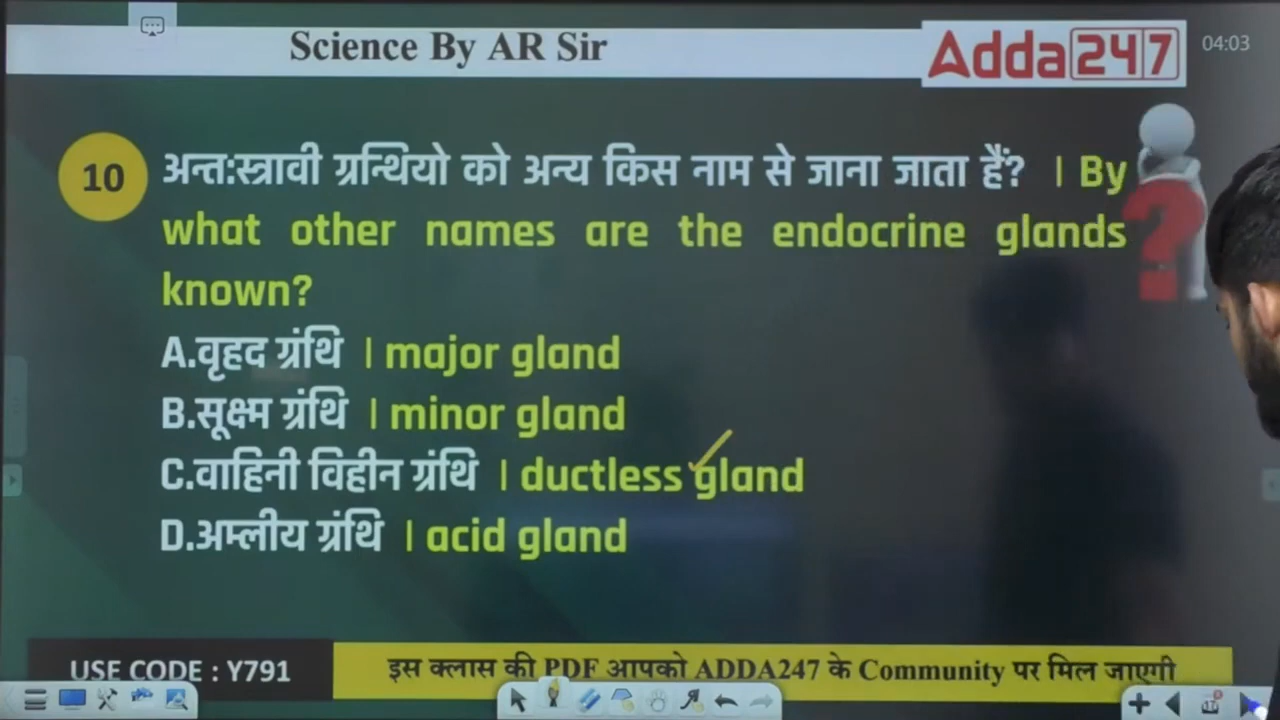 Science By AR Sir
Adda247
04:03
10
अन्त:स्त्रावी ग्रन्थियो को अन्य किस नाम से जाना जाता हैं? | By
what other names are the endocrine glands
known?
A.वृहद ग्रंथि | major gland
B.सूक्ष्म ग्रंथि | minor gland
C.वाहिनी विहीन ग्रंथि | ductless gland
D.अम्लीय ग्रंथि | acid gland
USE CODE : Y791
इस क्लास की PDF आपको ADDA247 के Community पर मिल जाएगी